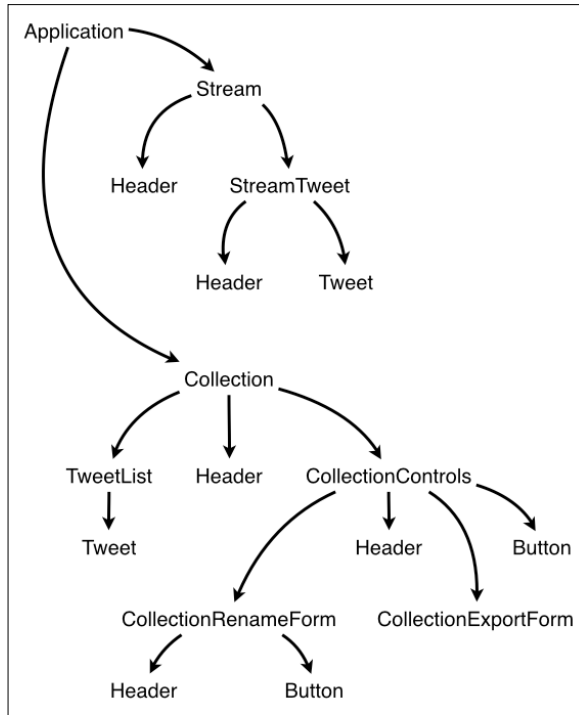 Application
Stream
Header
StreamTweet
Header
Tweet
Collection
TweetList
Header
CollectionControls
Tweet
Header
Button
CollectionRenameForm
CollectionExportForm
Header
Button